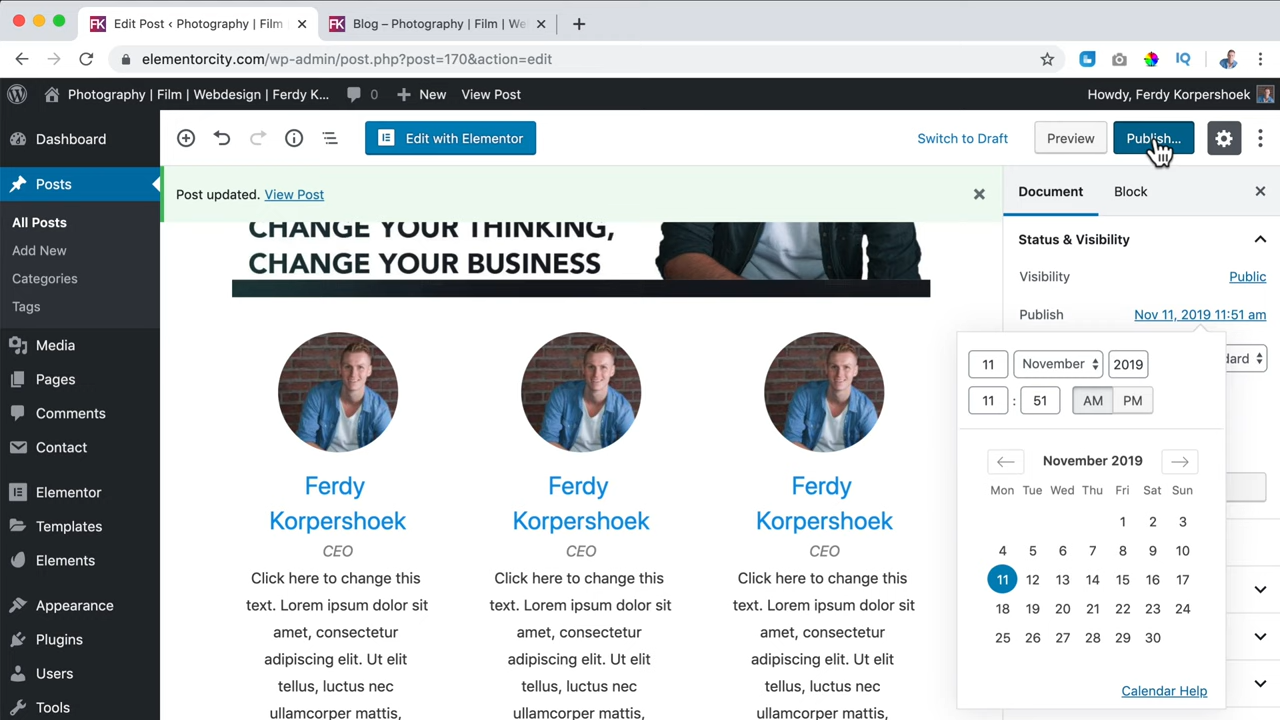 FK Edit Post ‹ Photography | Film
FK Blog – Photography | Film | We
elementorcity.com/wp-admin/post.php?post=170&action=edit
IQ
Photography | Film | Webdesign | Ferdy K... 0 New View Post Howdy, Ferdy Korpershoek
Dashboard
Posts
All Posts
Add New
Categories
Tags
Media
Pages
Comments
Contact
Elementor
Templates
Elements
Appearance
Plugins
Users
Tools
Edit with Elementor Switch to Draft Preview Publish...
Post updated. View Post
CHANGE YOUR THINKING,
CHANGE YOUR BUSINESS
Ferdy
Korpershoek
CEO
Click here to change this
text. Lorem ipsum dolor sit
amet, consectetur
adipiscing elit. Ut elit
tellus, luctus nec
ullamcorper mattis,
Ferdy
Korpershoek
CEO
Click here to change this
text. Lorem ipsum dolor sit
amet, consectetur
adipiscing elit. Ut elit
tellus, luctus nec
ullamcorper mattis,
Ferdy
Korpershoek
CEO
Click here to change this
text. Lorem ipsum dolor sit
amet, consectetur
adipiscing elit. Ut elit
tellus, luctus nec
ullamcorper mattis,
Document Block
Status & Visibility
Visibility Public
Publish Nov 11, 2019 11:51 am
dard
11 November 2019
11 : 51 AM PM
November 2019
Mon Tue Wed Thu Fri Sat Sun
1 2 3
4 5 6 7 8 9 10
11 12 13 14 15 16 17
18 19 20 21 22 23 24
25 26 27 28 29 30
Calendar Help